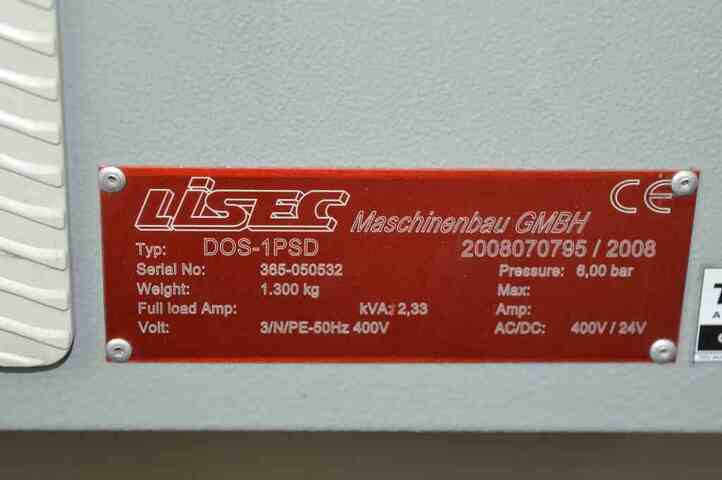 LiSEC Maschinenbau GMBH CE
Typ: DOS-1PSD 2008070795 / 2008
Serial No: 365-050532 Pressure: 6,00 bar
Weight: 1.300 kg Max:
Full load Amp: kVA: 2,33 Amp:
Volt: 3/N/PE-50Hz 400V AC/DC: 400V / 24V